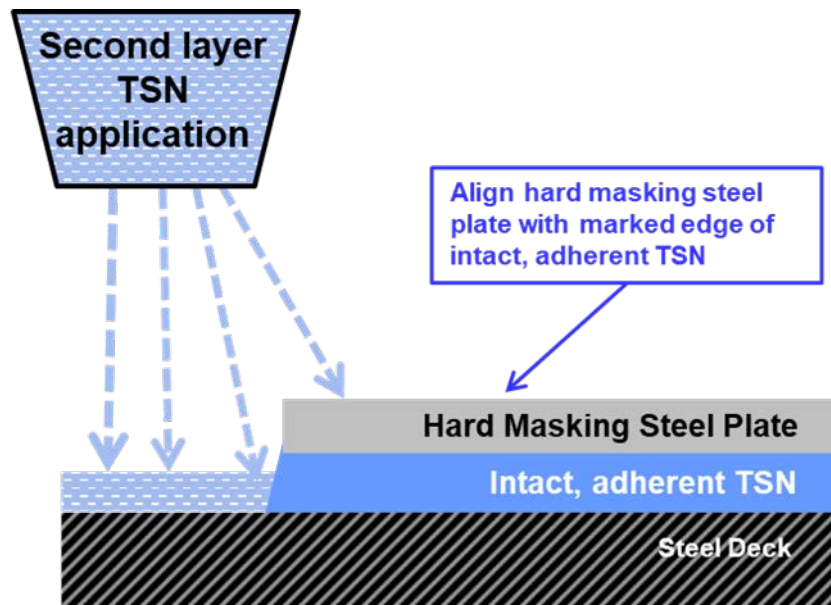 Second layer
TSN
application
Align hard masking steel
plate with marked edge of
intact, adherent TSN
Hard Masking Steel Plate
Intact, adherent TSN
Steel Deck